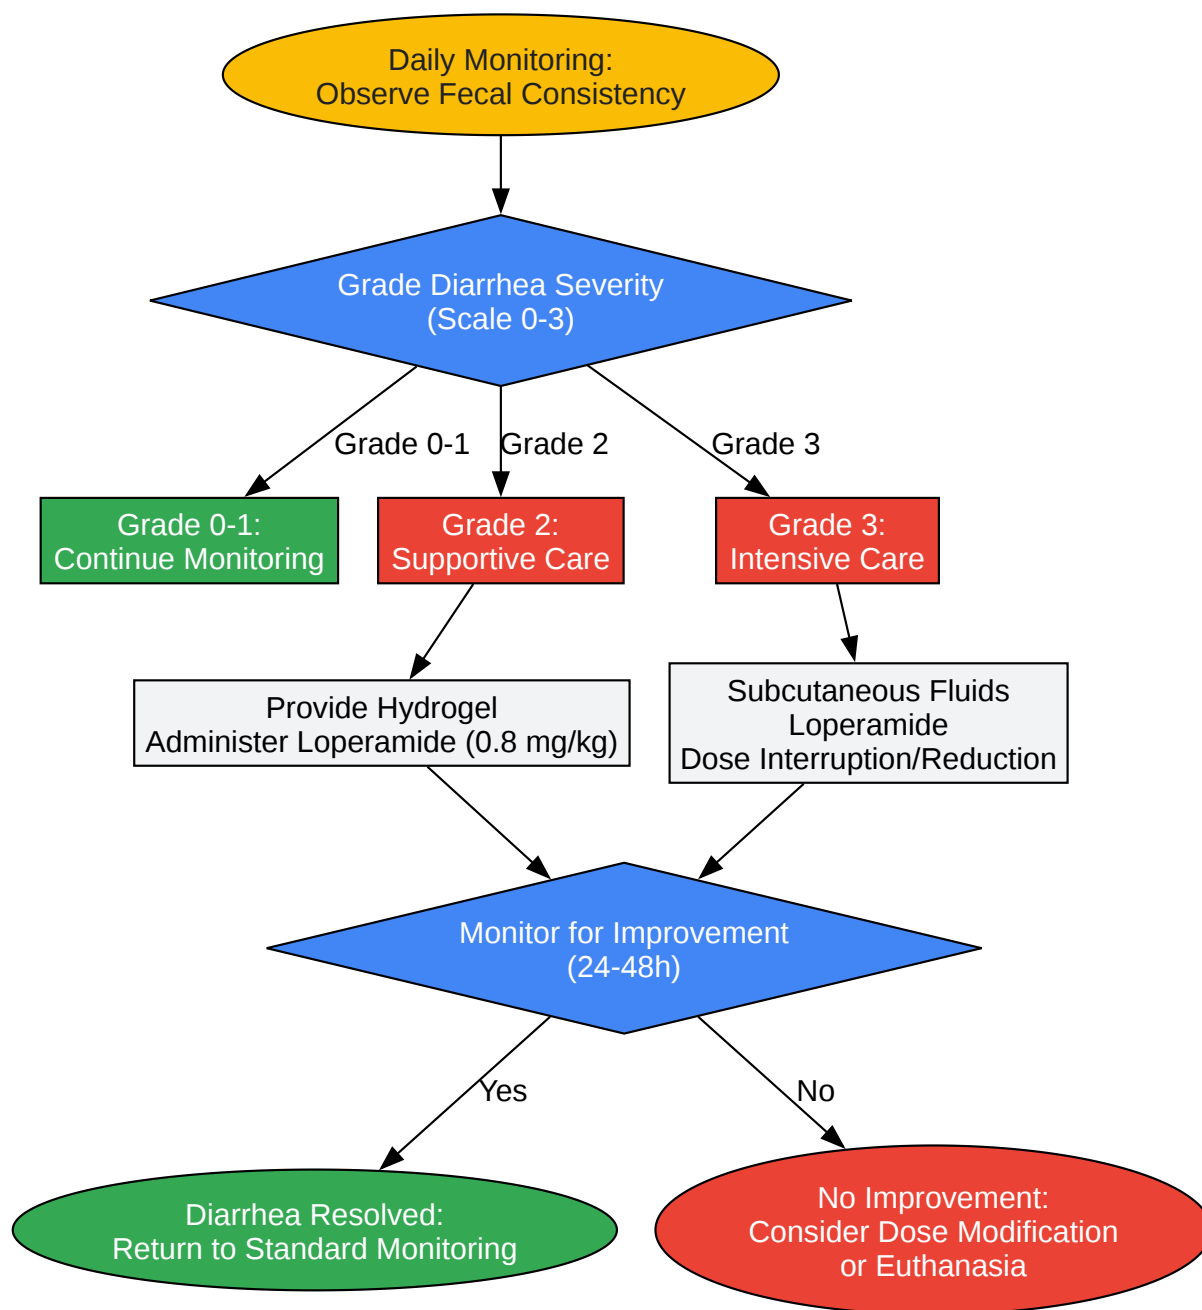 Daily Monitoring:
Observe Fecal Consistency
Grade Diarrhea Severity
(Scale 0-3)
Grade 0-1
Grade 2
Grade 3
Grade 0-1:
Continue Monitoring
Grade 2:
Supportive Care
Grade 3:
Intensive Care
Provide Hydrogel
Administer Loperamide (0.8 mg/kg)
Subcutaneous Fluids
Loperamide
Dose Interruption/Reduction
Monitor for Improvement
(24-48h)
Yes
No
Diarrhea Resolved:
Return to Standard Monitoring
No Improvement:
Consider Dose Modification
or Euthanasia